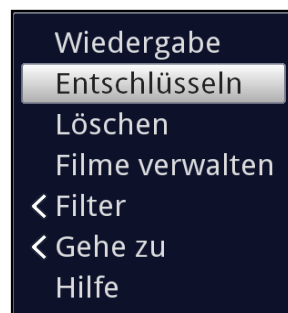 Wiedergabe
Entschlüsseln
Löschen
Filme verwalten
< Filter
< Gehe zu
Hilfe